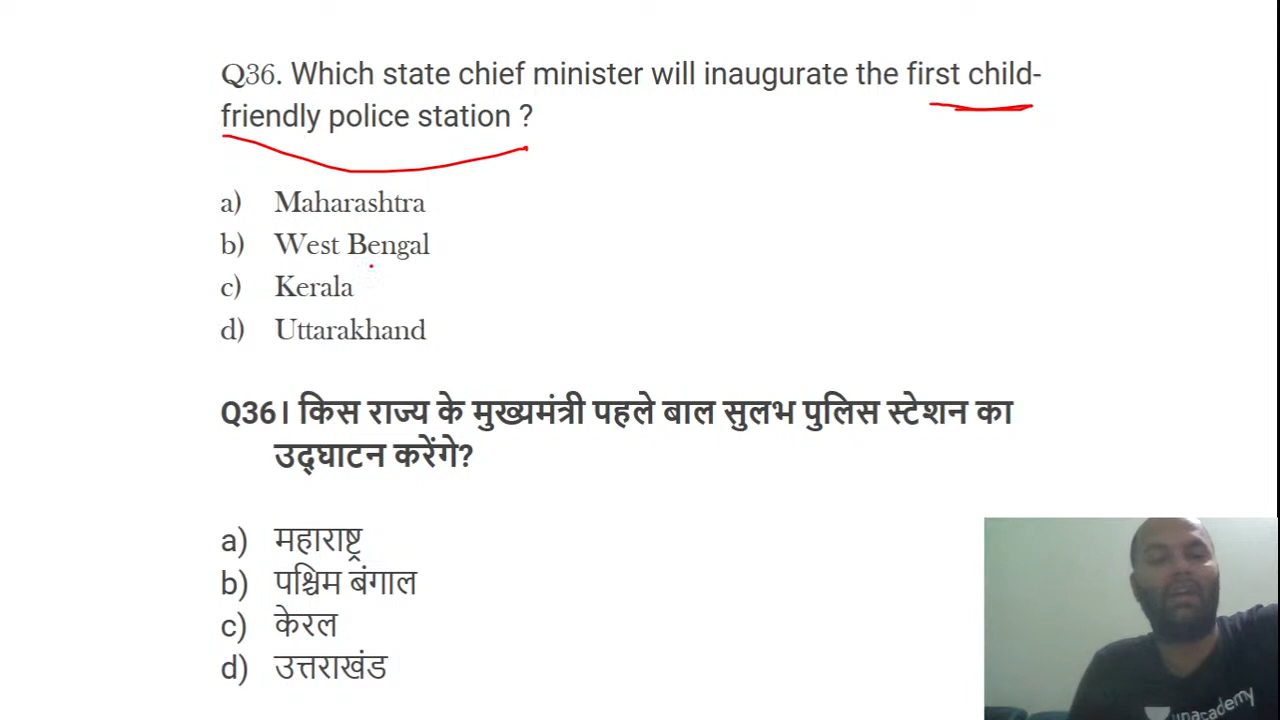 Q36. Which state chief minister will inaugurate the first child-
friendly police station ?
a) Maharashtra
b) West Bengal
c) Kerala
d) Uttarakhand
Q36। किस राज्य के मुख्यमंत्री पहले बाल सुलभ पुलिस स्टेशन का
उद्घाटन करेंगे?
a) महाराष्ट्र
b) पश्चिम बंगाल
c) केरल
d) उत्तराखंड
unacademy